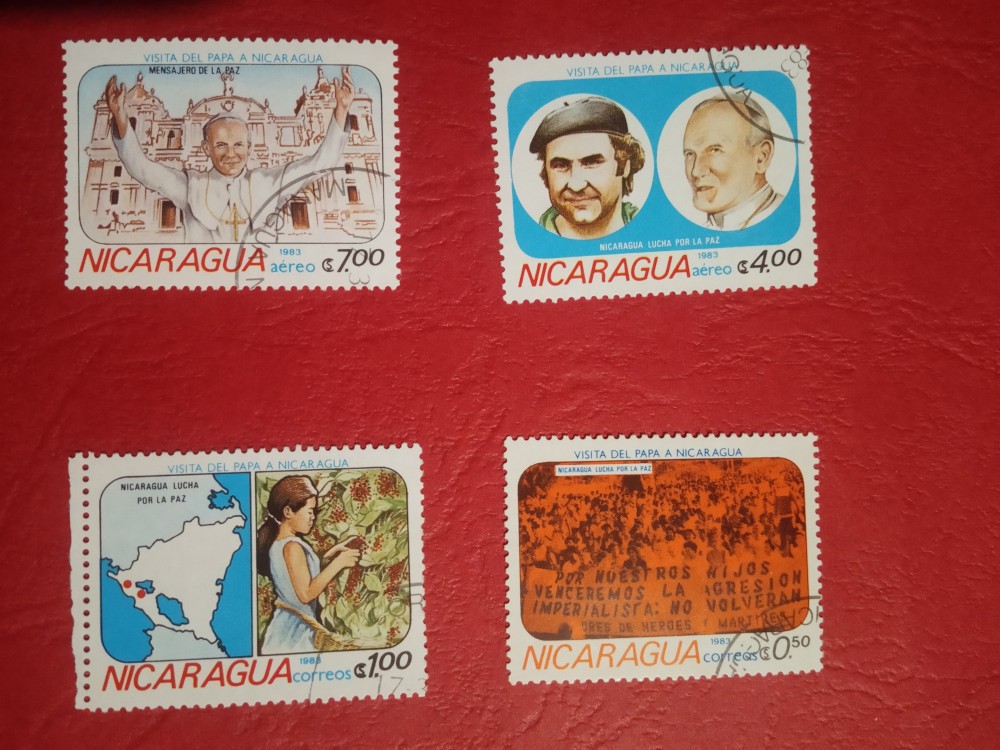 VISITA DEL PAPA A NICARAGUA
MENSAJERO DE LA PAZ
NICARAGUA 1983 aéreo ₡7.00
VISITA DEL PAPA A NICARAGUA
NICARAGUA LUCHA POR LA PAZ
NICARAGUA 1983 aéreo ₡4.00
83
VISITA DEL PAPA A NICARAGUA
NICARAGUA LUCHA
POR LA PAZ
NICARAGUA 1983 correos ₡1.00
VISITA DEL PAPA A NICARAGUA
NICARAGUA LUCHA POR LA PAZ
POR NUESTROS HIJOS
VENCEREMOS LA AGRESION
IMPERIALISTA: NO VOLVERAN
DRES DE HEROES Y MARTIRES
NICARAGUA 1983 correos ₡0.50